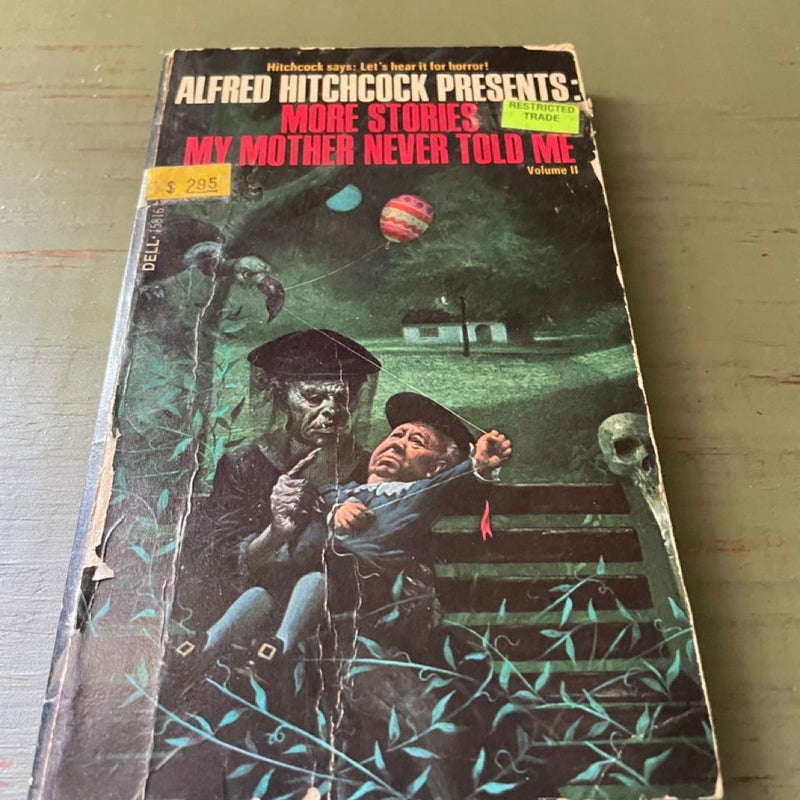 Hitchcock says: Let's hear it for horror!
ALFRED HITCHCOCK PRESENTS:
MORE STORIES
MY MOTHER NEVER TOLD ME
Volume II
RESTRICTED
TRADE
$ 295
DELL • 15816